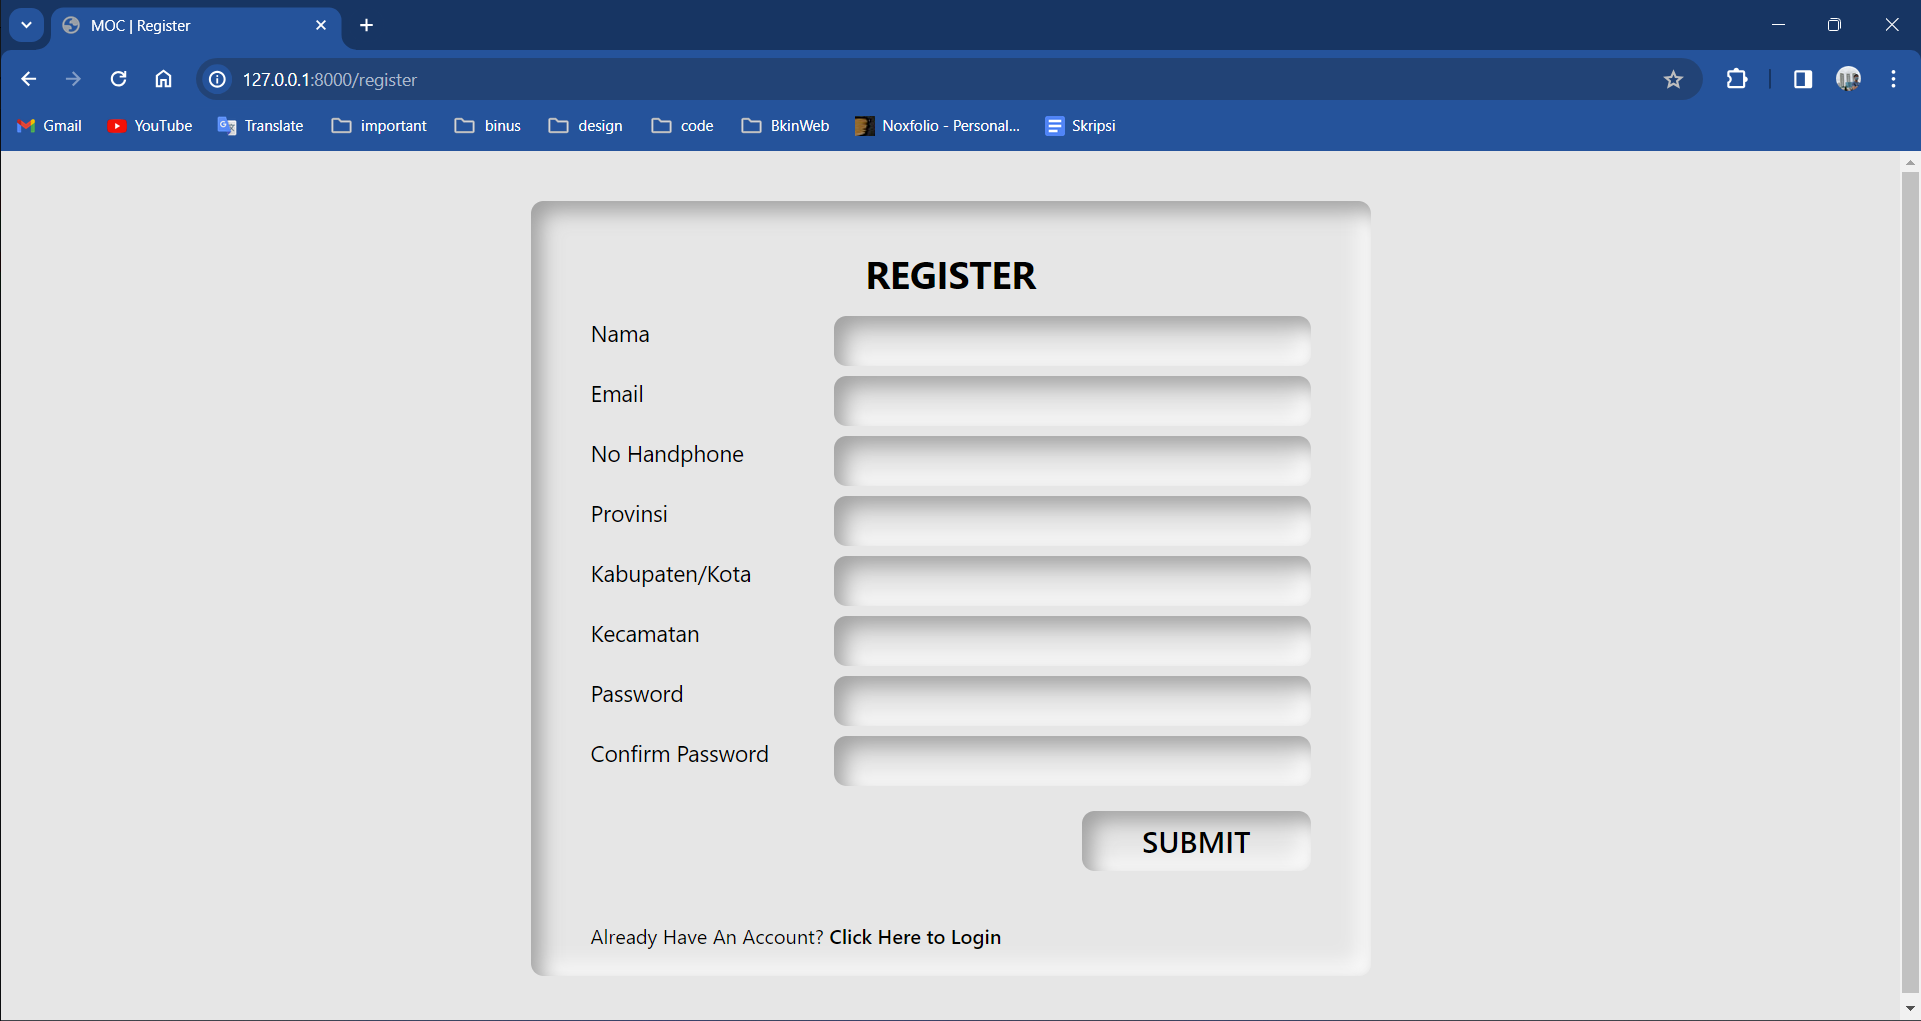 MOC | Register
127.0.0.1:8000/register
Gmail YouTube Translate important binus design code BkinWeb Noxfolio - Personal... Skripsi
REGISTER
Nama
Email
No Handphone
Provinsi
Kabupaten/Kota
Kecamatan
Password
Confirm Password
SUBMIT
Already Have An Account? Click Here to Login